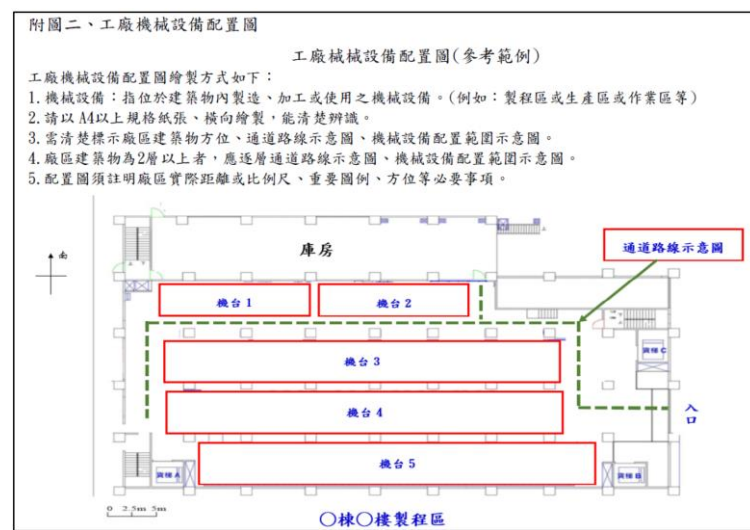 附圖二、工廠機械設備配置圖
工廠械械設備配置圖(參考範例)
工廠機械設備配置圖繪製方式如下：
1.機械設備：指位於建築物內製造、加工或使用之機械設備。(例如：製程區或生產區或作業區等)
2.請以 A4以上規格紙張、橫向繪製，能清楚辨識。
3.需清楚標示廠區建築物方位、通道路線示意圖、機械設備配置範圍示意圖。
4.廠區建築物為2層以上者，應逐層通道路線示意圖、機械設備配置範圍示意圖。
5.配置圖須註明廠區實際距離或比例尺、重要圖例、方位等必要事項。
庫房
通道路線示意圖
南
機台 1
機台 2
機台 3
貨梯 C
機台 4
入口
機台 5
貨梯 A
貨梯 B
0 2.5m 5m
〇棟〇樓製程區